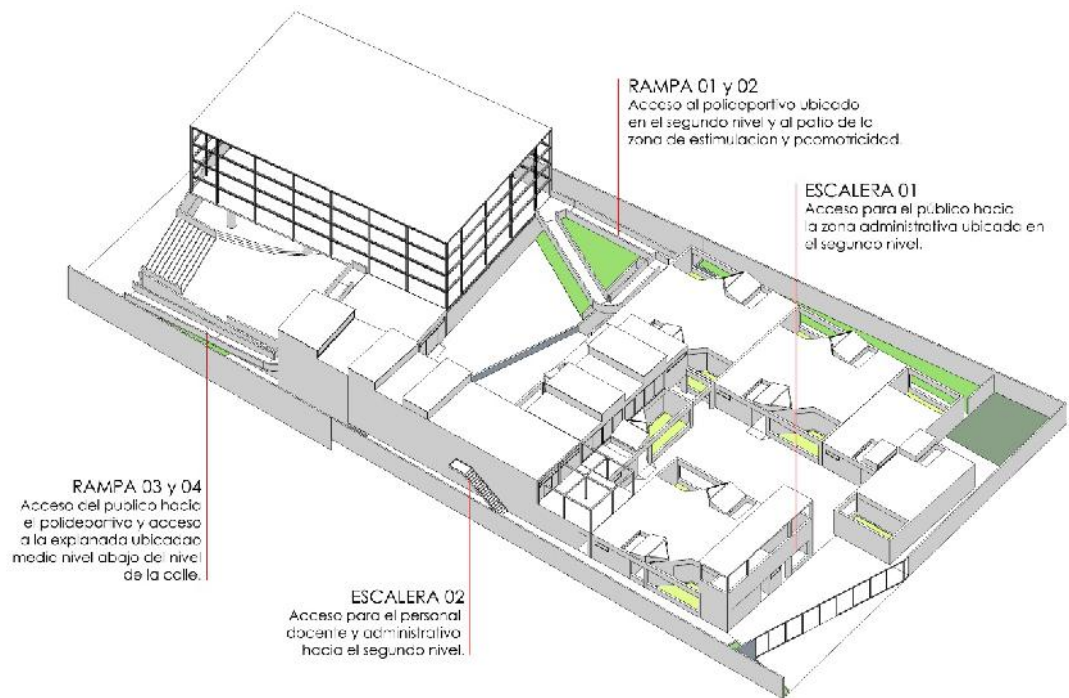 RAMPA 01 y 02
Acceso al polideportivo ubicado
en el segundo nivel y al patio de la
zona de estimulacion y pcomotricidad.
ESCALERA 01
Acceso para el público hacia
la zona administrativa ubicada en
el segundo nivel.
RAMPA 03 y 04
Acceso del publico hacia
el polideportivo y acceso
a la explanada ubicadao
medio nivel abajo del nivel
de la calle.
ESCALERA 02
Acceso para el personal
docente y administrativo
hacia el segundo nivel.